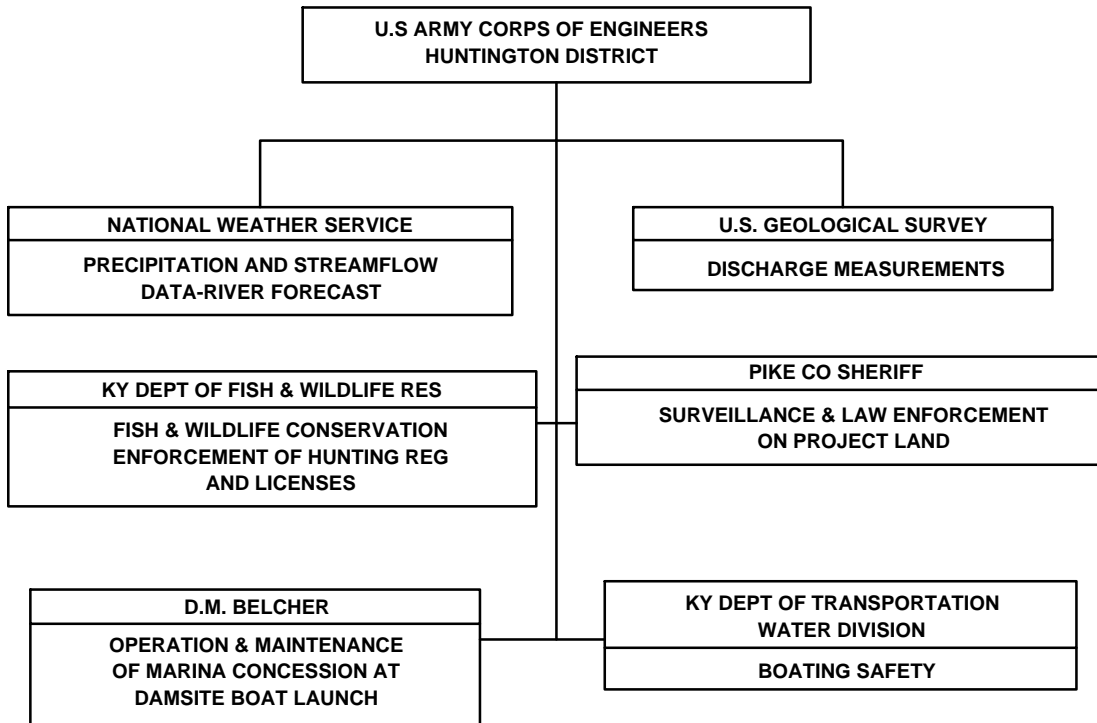 U.S ARMY CORPS OF ENGINEERS
HUNTINGTON DISTRICT
NATIONAL WEATHER SERVICE
PRECIPITATION AND STREAMFLOW
DATA-RIVER FORECAST
U.S. GEOLOGICAL SURVEY
DISCHARGE MEASUREMENTS
KY DEPT OF FISH & WILDLIFE RES
FISH & WILDLIFE CONSERVATION
ENFORCEMENT OF HUNTING REG
AND LICENSES
PIKE CO SHERIFF
SURVEILLANCE & LAW ENFORCEMENT
ON PROJECT LAND
D.M. BELCHER
OPERATION & MAINTENANCE
OF MARINA CONCESSION AT
DAMSITE BOAT LAUNCH
KY DEPT OF TRANSPORTATION
WATER DIVISION
BOATING SAFETY